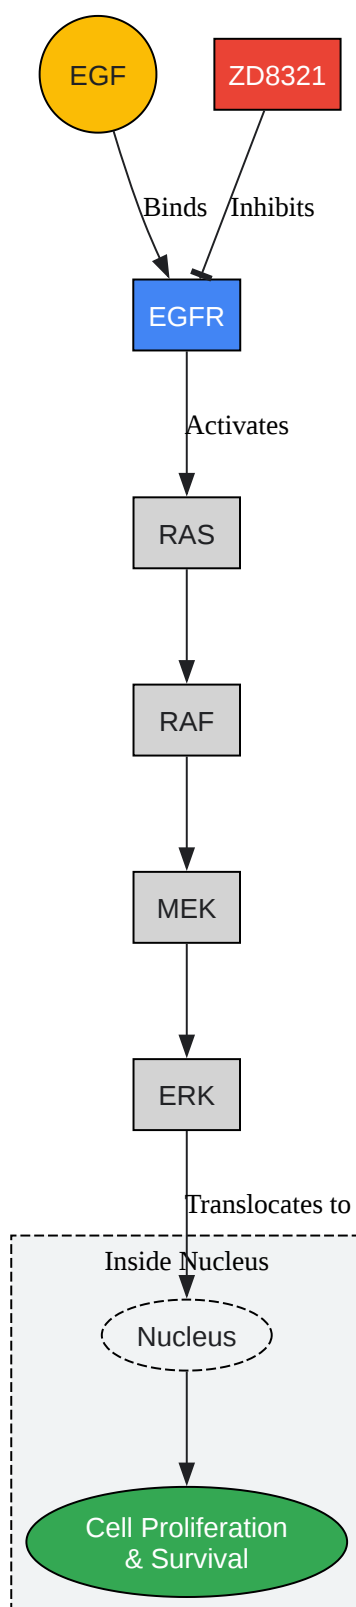 EGF
ZD8321
Binds
Inhibits
EGFR
Activates
RAS
RAF
MEK
ERK
Translocates to
Inside Nucleus
Nucleus
Cell Proliferation
& Survival